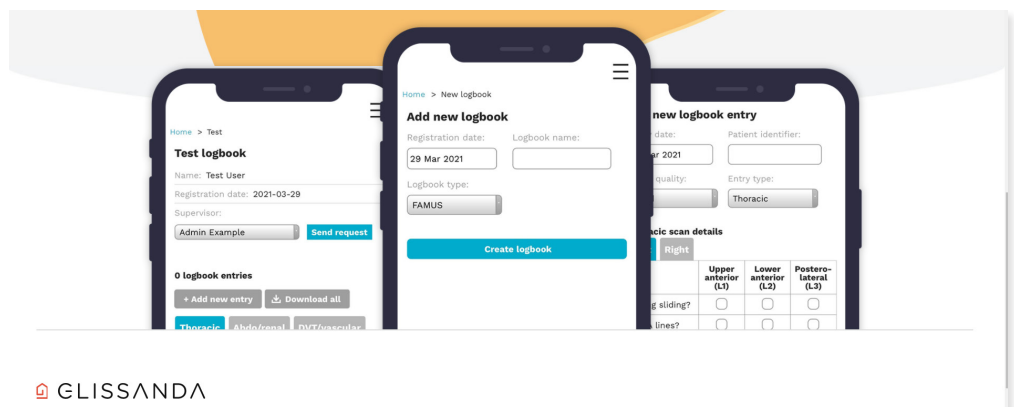 Home > Test
Test logbook
Name: Test User
Registration date: 2021-03-29
Supervisor:
Admin Example
Send request
0 logbook entries
+ Add new entry
Download all
Thoracic
Abdo/renal
DVT/vascular
Home > New logbook
Add new logbook
Registration date:
Logbook name:
29 Mar 2021
Logbook type:
FAMUS
Create logbook
new logbook entry
date:
Patient identifier:
2021
quality:
Entry type:
Thoracic
scan details
Right
Upper anterior (L1)
Lower anterior (L2)
Postero-lateral (L3)
sliding?
lines?
GLISSANDA